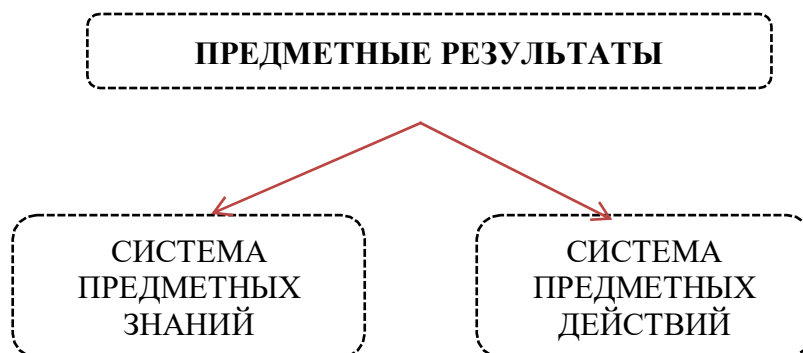 ПРЕДМЕТНЫЕ РЕЗУЛЬТАТЫ
СИСТЕМА
ПРЕДМЕТНЫХ
ЗНАНИЙ
СИСТЕМА
ПРЕДМЕТНЫХ
ДЕЙСТВИЙ